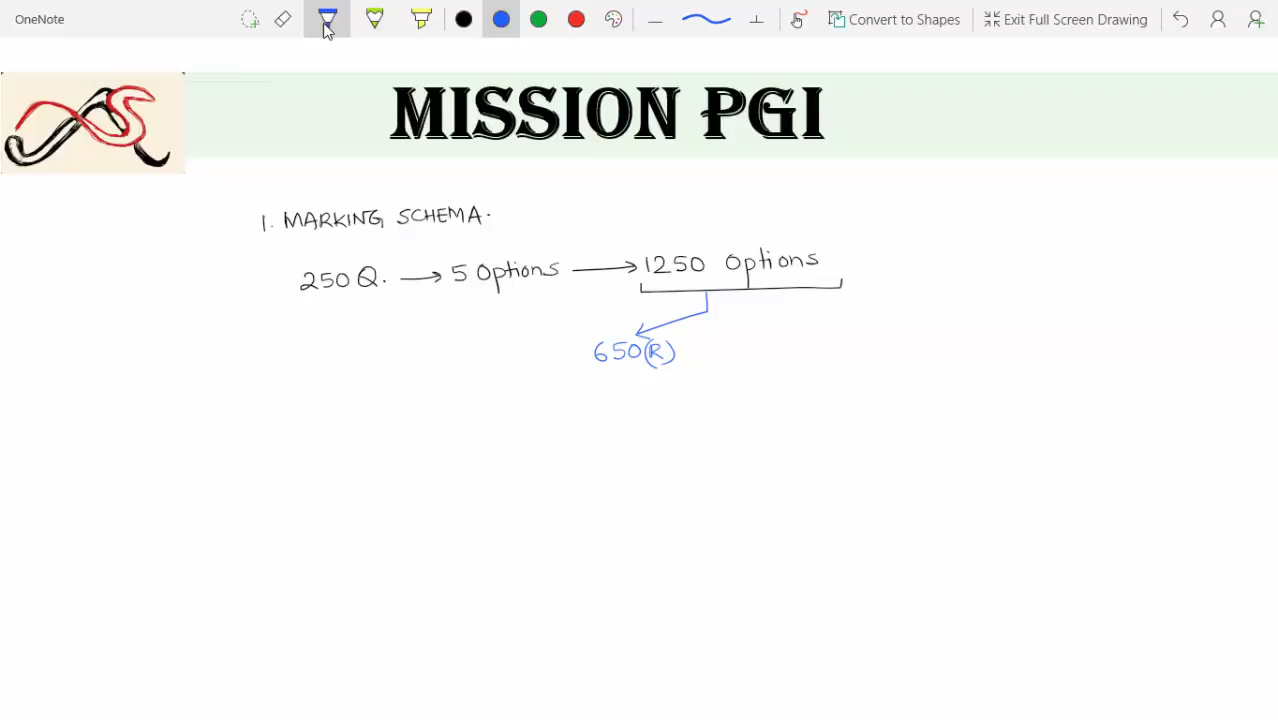 OneNote
Convert to Shapes
Exit Full Screen Drawing
MISSION PGI
1. MARKING SCHEMA.
250 Q. → 5 Options → 1250 Options
650(R)